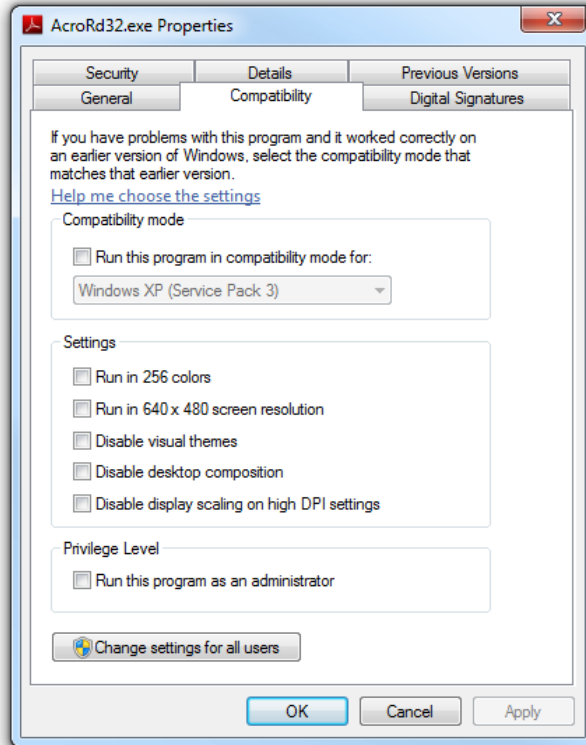 AcroRd32.exe Properties
Security
Details
Previous Versions
General
Compatibility
Digital Signatures
If you have problems with this program and it worked correctly on
an earlier version of Windows, select the compatibility mode that
matches that earlier version.
Help me choose the settings
Compatibility mode
Run this program in compatibility mode for:
Windows XP (Service Pack 3)
Settings
Run in 256 colors
Run in 640 x 480 screen resolution
Disable visual themes
Disable desktop composition
Disable display scaling on high DPI settings
Privilege Level
Run this program as an administrator
Change settings for all users
OK
Cancel
Apply